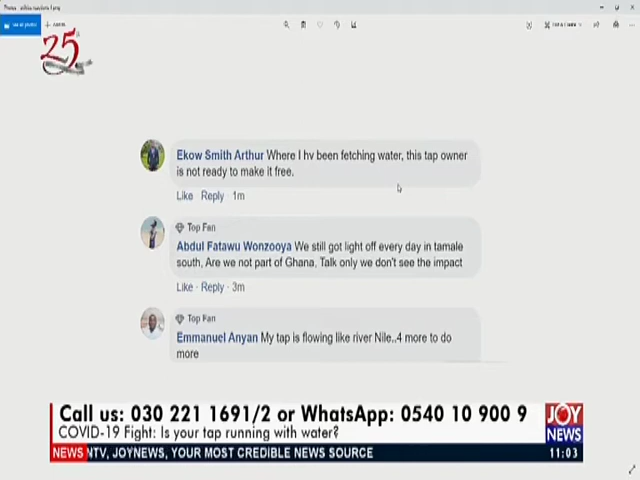 25
Ekow Smith Arthur Where I hv been fetching water, this tap owner
is not ready to make it free.
Like Reply 1m
Top Fan
Abdul Fatawu Wonzooya We still got light off every day in tamale
south, Are we not part of Ghana, Talk only we don't see the impact
Like · Reply · 3m
Top Fan
Emmanuel Anyan My tap is flowing like river Nile..4 more to do
more
Call us: 030 221 1691/2 or WhatsApp: 0540 10 900 9
COVID-19 Fight: Is your tap running with water?
JOY
NEWS
NEWS NTV, JOYNEWS, YOUR MOST CREDIBLE NEWS SOURCE
11:03